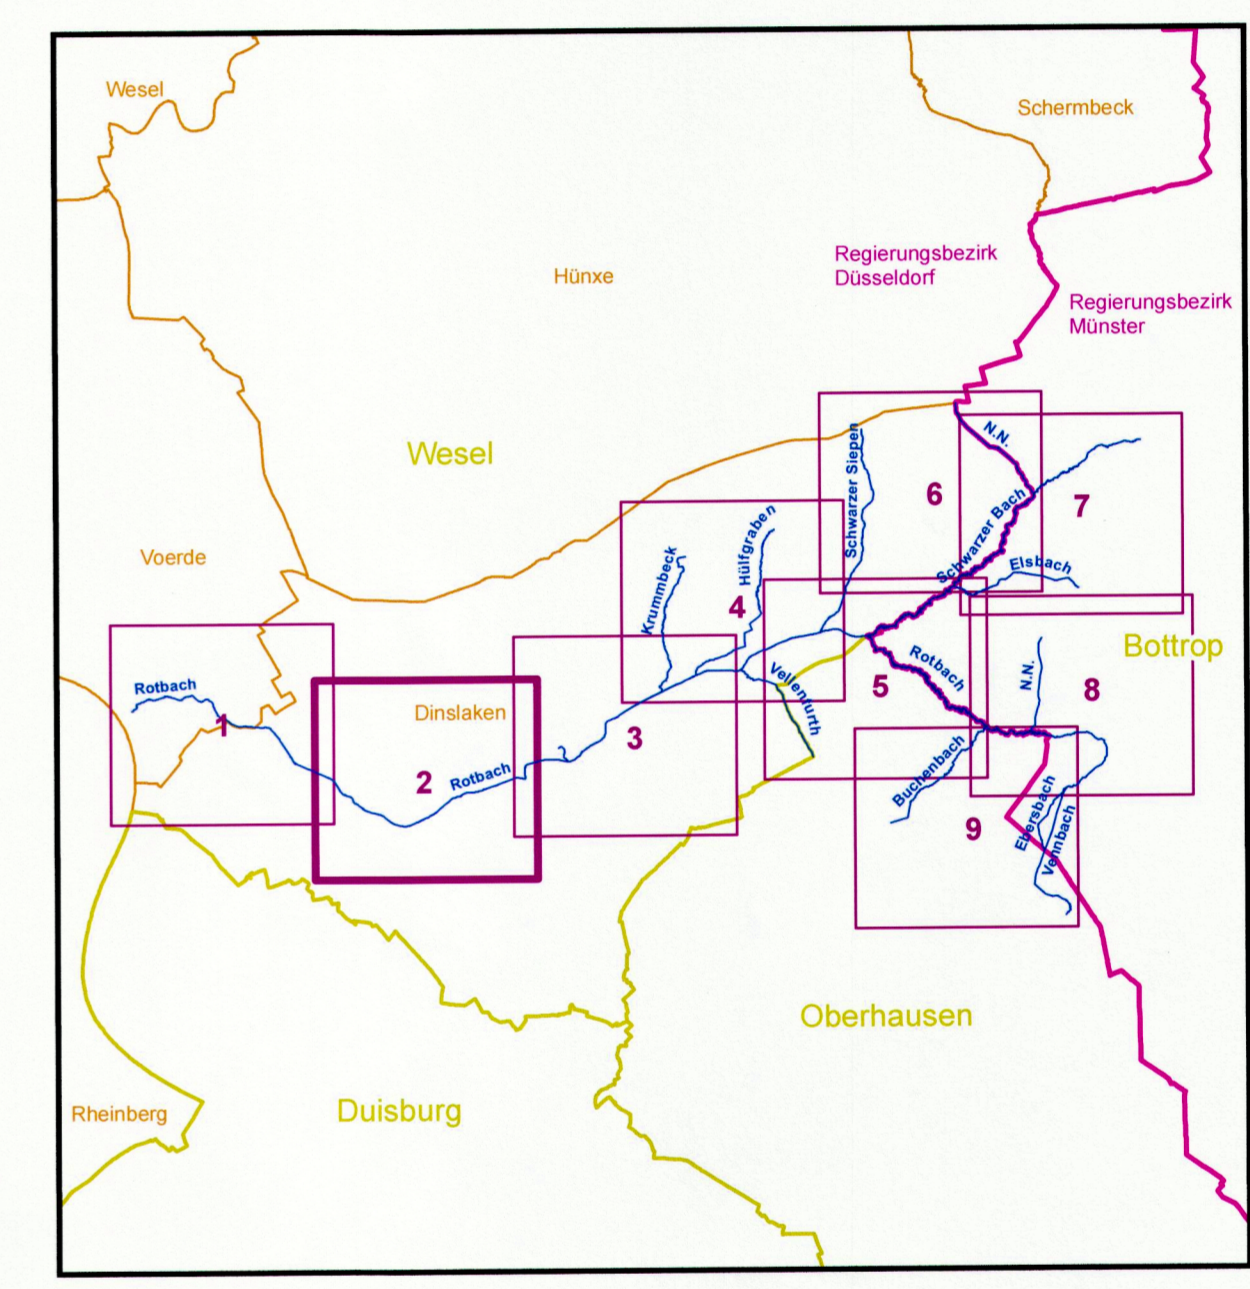 Wesel
Schermbeck
Regierungsbezirk
Düsseldorf
Hünxe
Regierungsbezirk
Münster
N.N.
Wesel
Schwarzer Siepen
6
7
Schwarzer Bach
Hülfgraben
Voerde
Krummbeck
Elsbach
4
Bottrop
Rotbach
Rotbach
N.N.
5
8
Vellenfurth
Dinslaken
1
3
2
Rotbach
Buchenbach
9
Ebersbach
Vennbach
Oberhausen
Duisburg
Rheinberg